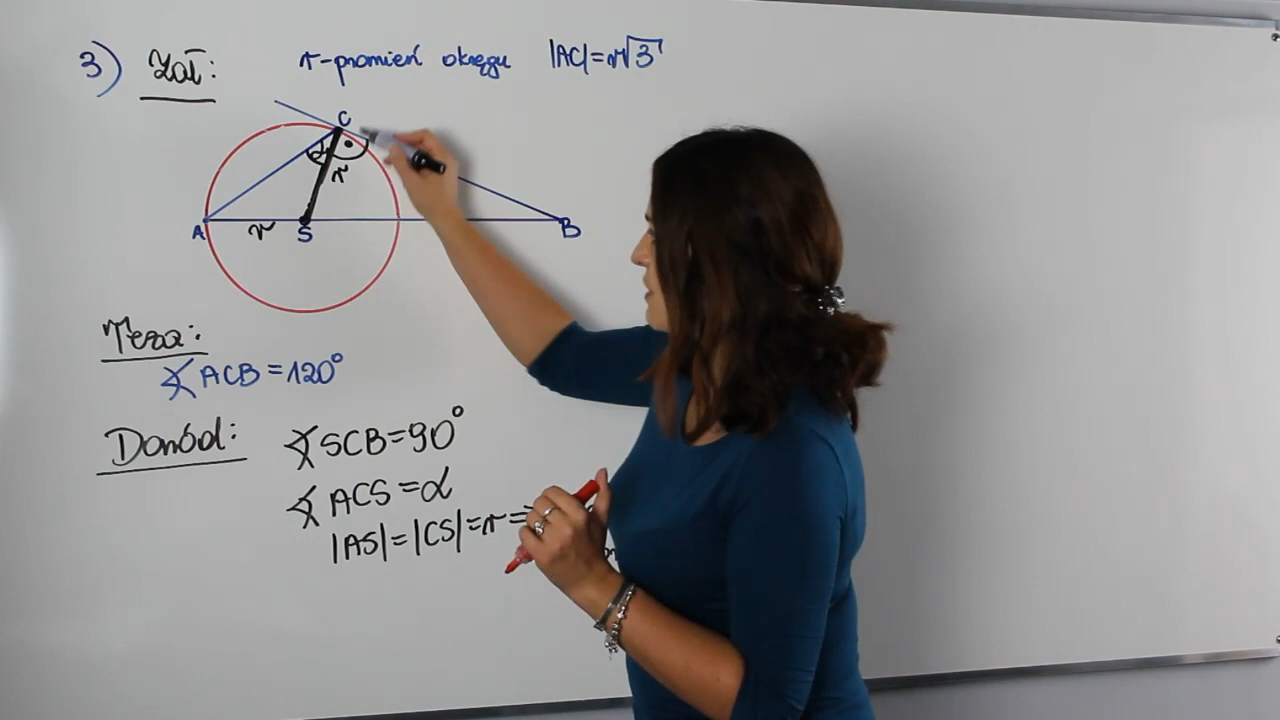 3) Zał: r-promień okręgu |AC|=r√3
C
α
r
A r S B
Teza:
∢ACB=120°
Dowód: ∢SCB=90°
∢ACS=α
|AS|=|CS|=r=